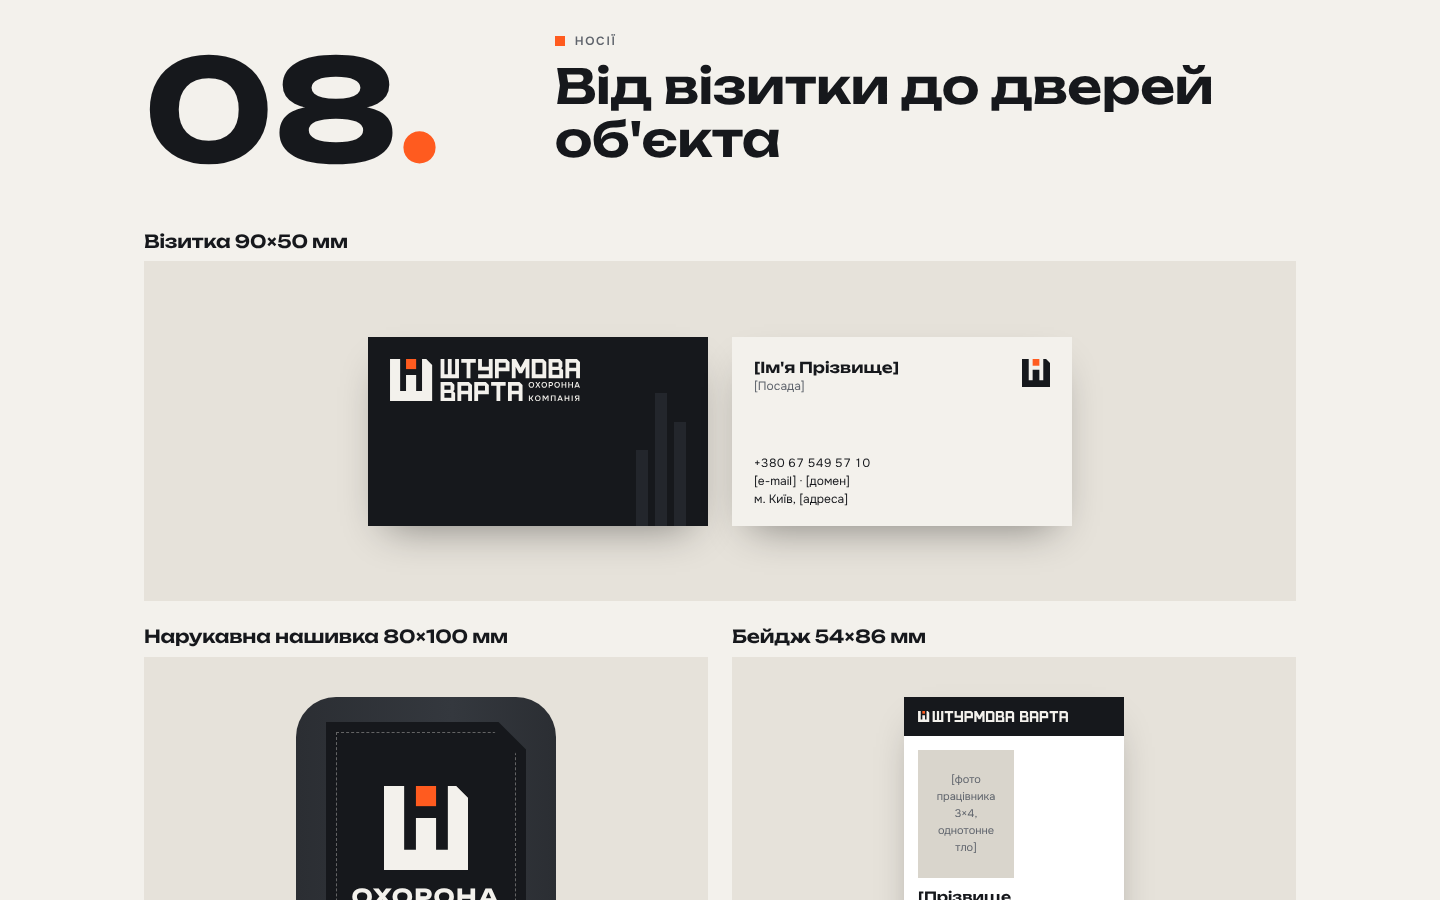 08.
НОСІЇ
Від візитки до дверей
об'єкта
Візитка 90×50 мм
ШТУРМОВА
ВАРТА ОХОРОННА
КОМПАНІЯ
[Ім'я Прізвище]
[Посада]
+380 67 549 57 10
[e-mail] · [домен]
м. Київ, [адреса]
Нарукавна нашивка 80×100 мм
Бейдж 54×86 мм
ОХОРОНА
ШТУРМОВА ВАРТА
[фото
працівника
3×4,
однотонне
тло]
[Прізвище